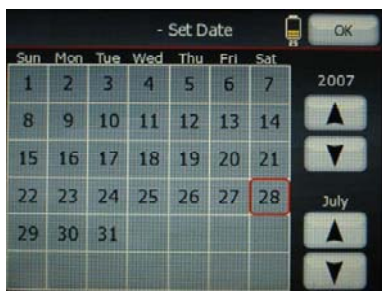 - Set Date OK
Sun Mon Tue Wed Thu Fri Sat
1 2 3 4 5 6 7
2007
8 9 10 11 12 13 14
15 16 17 18 19 20 21
22 23 24 25 26 27 28
July
29 30 31